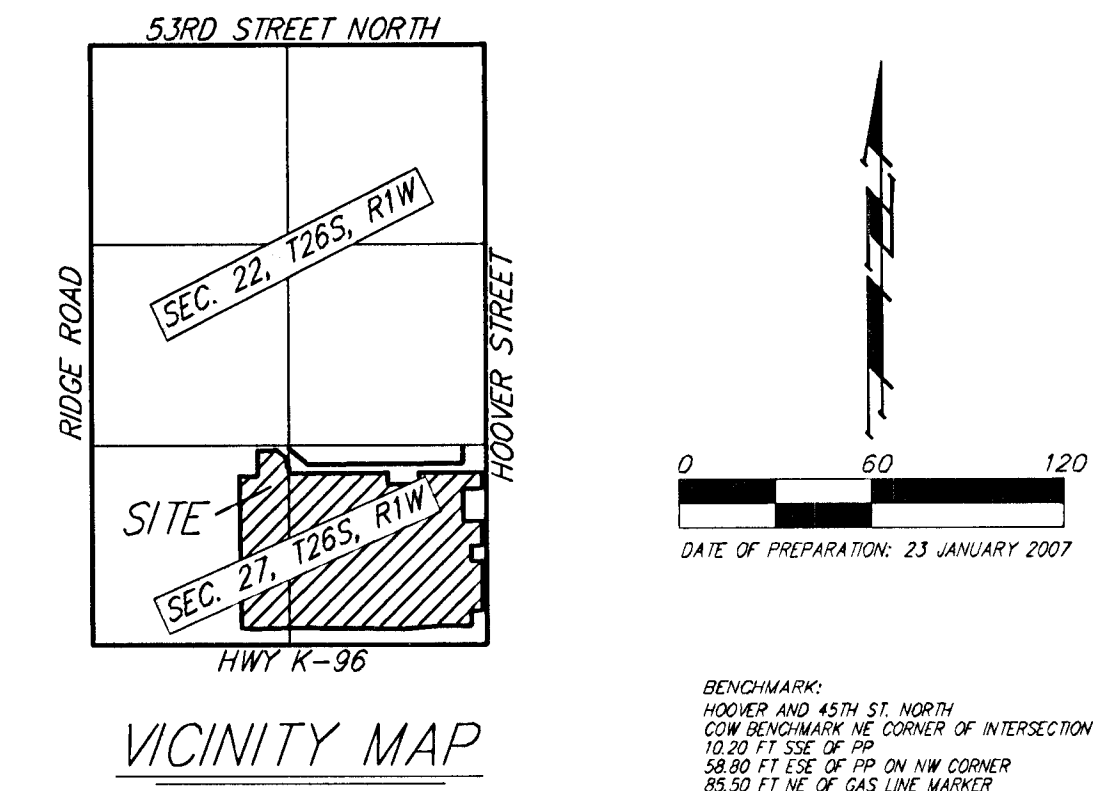 53RD STREET NORTH
SEC. 22, T26S, R1W
RIDGE ROAD
HOOVER STREET
SITE
SEC. 27, T26S, R1W
HWY K-96
VICINITY MAP
0 60 120
DATE OF PREPARATION: 23 JANUARY 2007
BENCHMARK:
HOOVER AND 45TH ST. NORTH
COW BENCHMARK NE CORNER OF INTERSECTION
10.20 FT SSE OF PP
58.80 FT ESE OF PP ON NW CORNER
85.50 FT NE OF GAS LINE MARKER